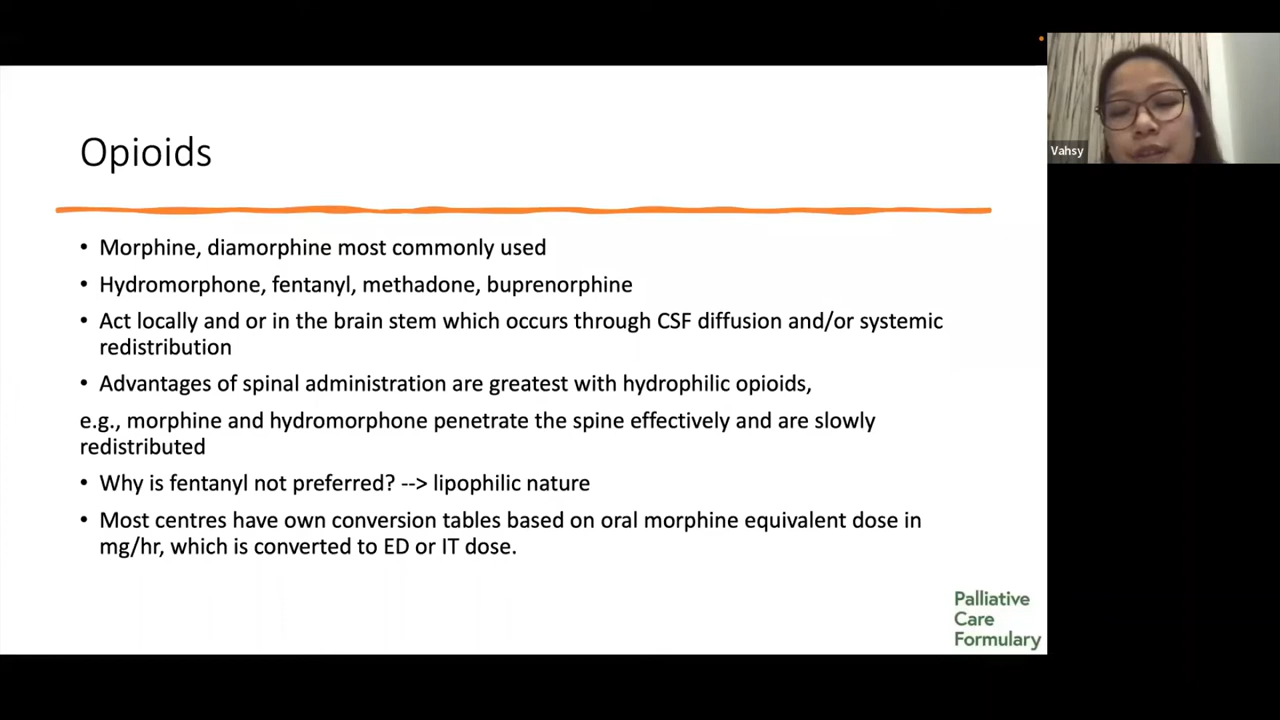 Opioids
• Morphine, diamorphine most commonly used
• Hydromorphone, fentanyl, methadone, buprenorphine
• Act locally and or in the brain stem which occurs through CSF diffusion and/or systemic
redistribution
• Advantages of spinal administration are greatest with hydrophilic opioids,
e.g., morphine and hydromorphone penetrate the spine effectively and are slowly
redistributed
• Why is fentanyl not preferred? --> lipophilic nature
• Most centres have own conversion tables based on oral morphine equivalent dose in
mg/hr, which is converted to ED or IT dose.
Palliative
Care
Formulary
Vahsy